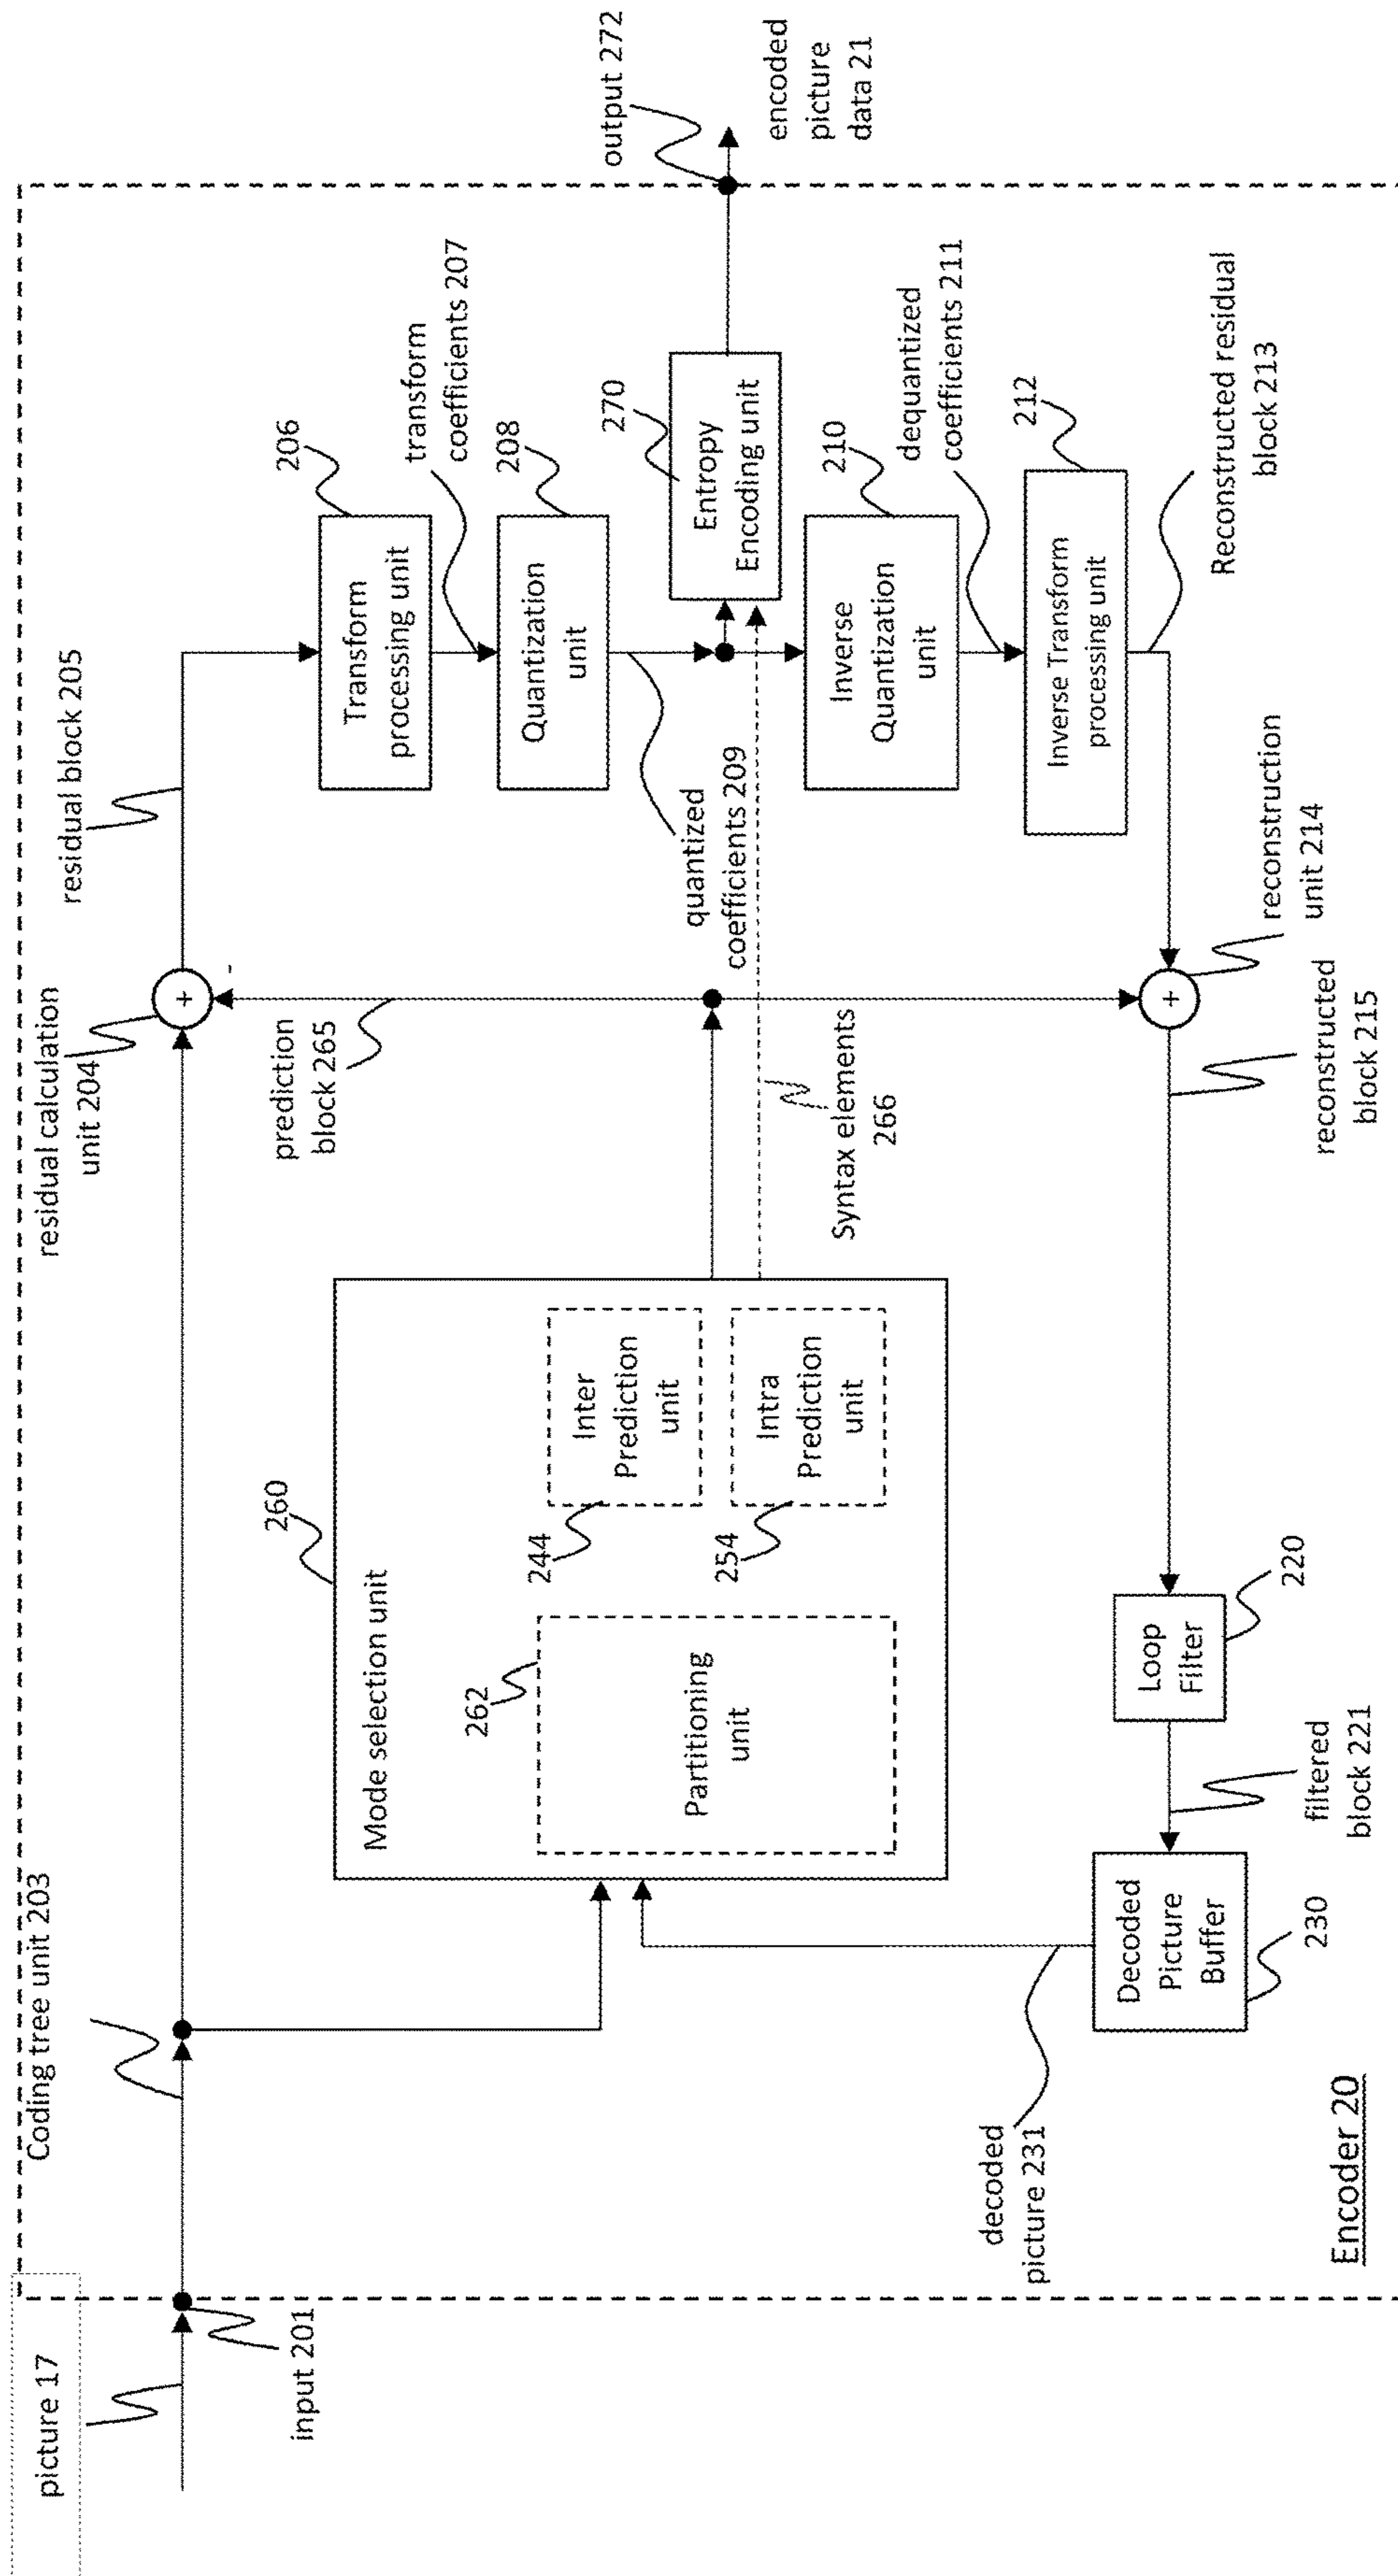 picture 17
input 201
Coding tree unit 203
residual calculation
unit 204
residual block 205
206
Transform
processing unit
transform
coefficients 207
208
Quantization
unit
quantized
coefficients 209
270
Entropy
Encoding unit
output 272
encoded
picture
data 21
210
Inverse
Quantization
unit
dequantized
coefficients 211
212
Inverse Transform
processing unit
Reconstructed residual
block 213
reconstruction
unit 214
reconstructed
block 215
+
-
+
prediction
block 265
Syntax elements
266
260
Mode selection unit
262
Partitioning
unit
244
Inter
Prediction
unit
254
Intra
Prediction
unit
220
Loop
Filter
filtered
block 221
Decoded
Picture
Buffer
230
decoded
picture 231
Encoder 20